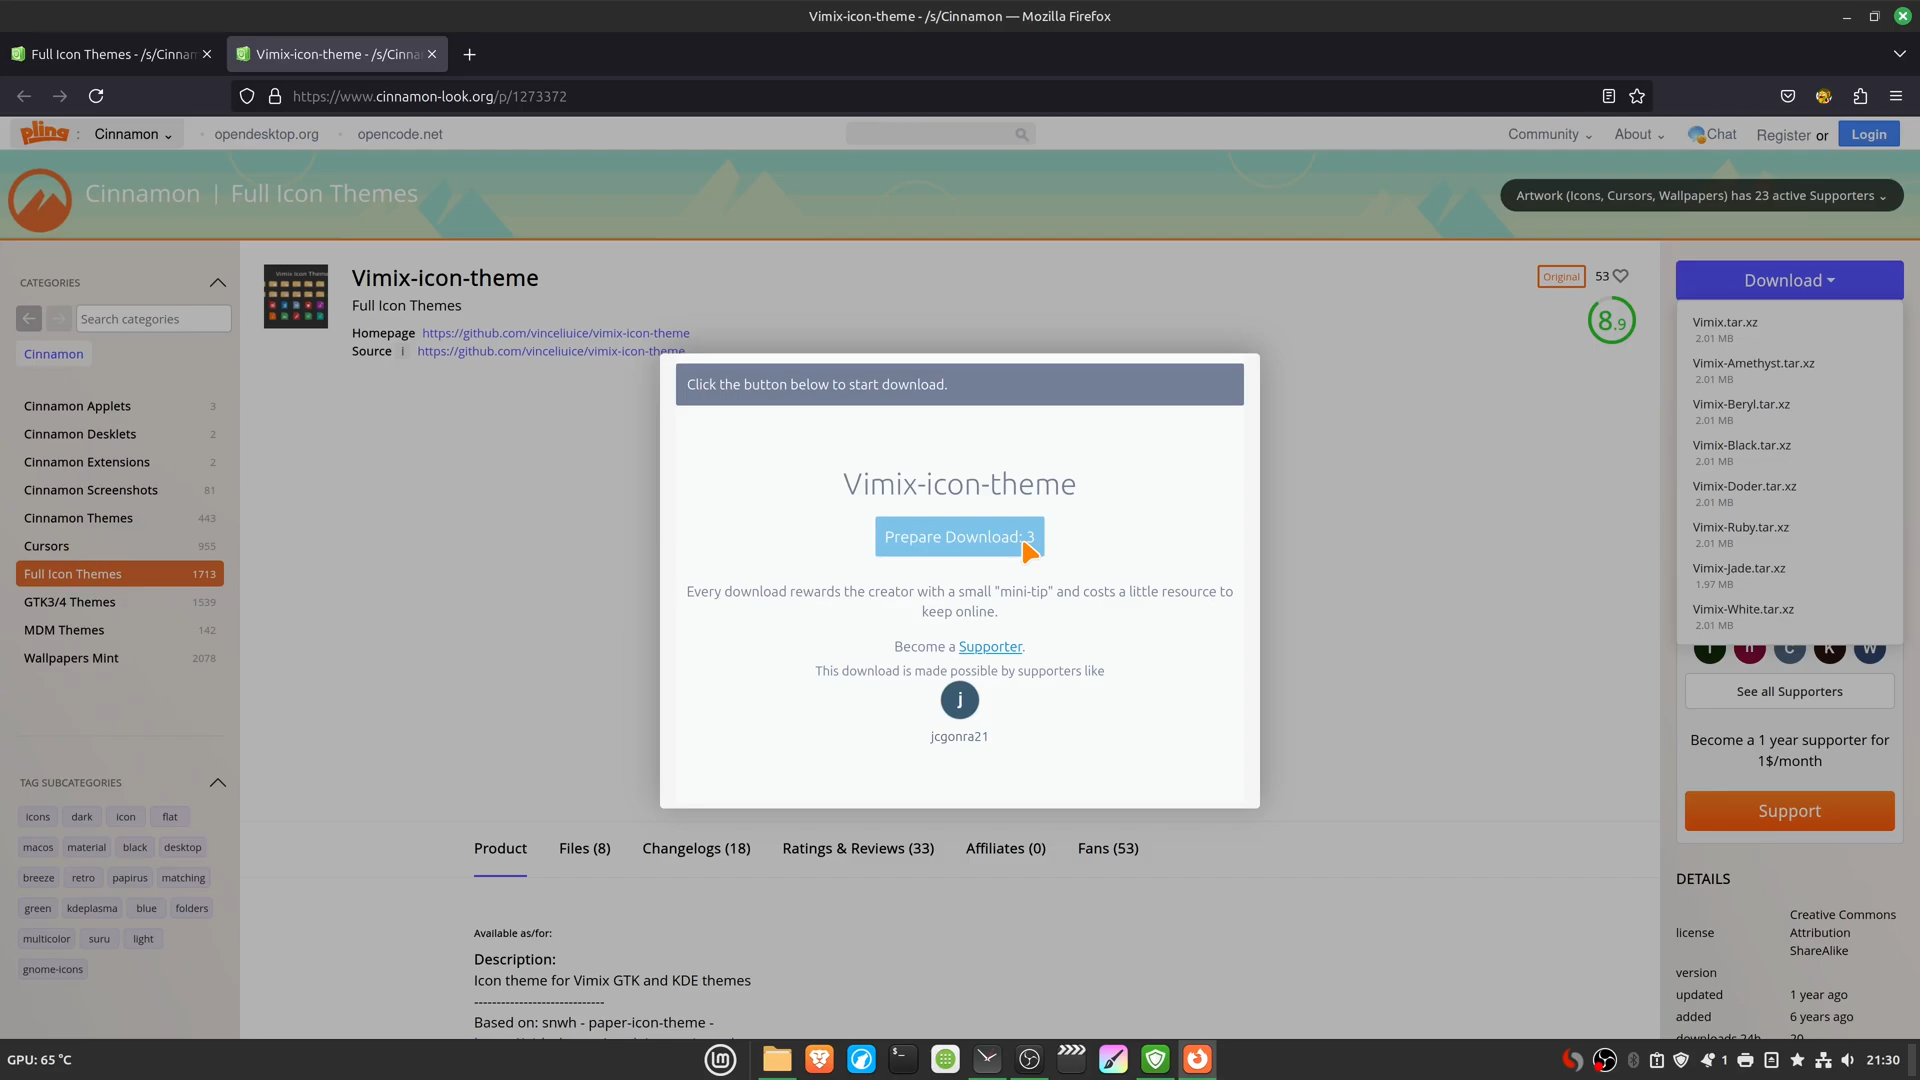 Vimix-icon-theme - /s/Cinnamon — Mozilla Firefox
Full Icon Themes - /s/Cinnam
Vimix-icon-theme - /s/Cinna
https://www.cinnamon-look.org/p/1273372
pling : Cinnamon
opendesktop.org
opencode.net
Community
About
Chat
Register or
Login
Cinnamon | Full Icon Themes
Artwork (Icons, Cursors, Wallpapers) has 23 active Supporters
CATEGORIES
Search categories
Cinnamon
Cinnamon Applets 3
Cinnamon Desklets 2
Cinnamon Extensions 2
Cinnamon Screenshots 81
Cinnamon Themes 443
Cursors 955
Full Icon Themes 1713
GTK3/4 Themes 1539
MDM Themes 142
Wallpapers Mint 2078
TAG SUBCATEGORIES
icons dark icon flat
macos material black desktop
breeze retro papirus matching
green kdeplasma blue folders
multicolor suru light
gnome-icons
Vimix Icon Theme
Vimix-icon-theme
Full Icon Themes
Homepage https://github.com/vinceliuice/vimix-icon-theme
Source | https://github.com/vinceliuice/vimix-icon-theme
Original 53
8.9
Click the button below to start download.
Vimix-icon-theme
Prepare Download: 3
Every download rewards the creator with a small "mini-tip" and costs a little resource to
keep online.
Become a Supporter.
This download is made possible by supporters like
j
jcgonra21
Product
Files (8)
Changelogs (18)
Ratings & Reviews (33)
Affiliates (0)
Fans (53)
Available as/for:
Description:
Icon theme for Vimix GTK and KDE themes
-----------------------------
Based on: snwh - paper-icon-theme -
Download
Vimix.tar.xz
2.01 MB
Vimix-Amethyst.tar.xz
2.01 MB
Vimix-Beryl.tar.xz
2.01 MB
Vimix-Black.tar.xz
2.01 MB
Vimix-Doder.tar.xz
2.01 MB
Vimix-Ruby.tar.xz
2.01 MB
Vimix-Jade.tar.xz
1.97 MB
Vimix-White.tar.xz
2.01 MB
See all Supporters
Become a 1 year supporter for
1$/month
Support
DETAILS
license Creative Commons
Attribution
ShareAlike
version
updated 1 year ago
added 6 years ago
downloads 24h
GPU: 65 °C
1
21:30